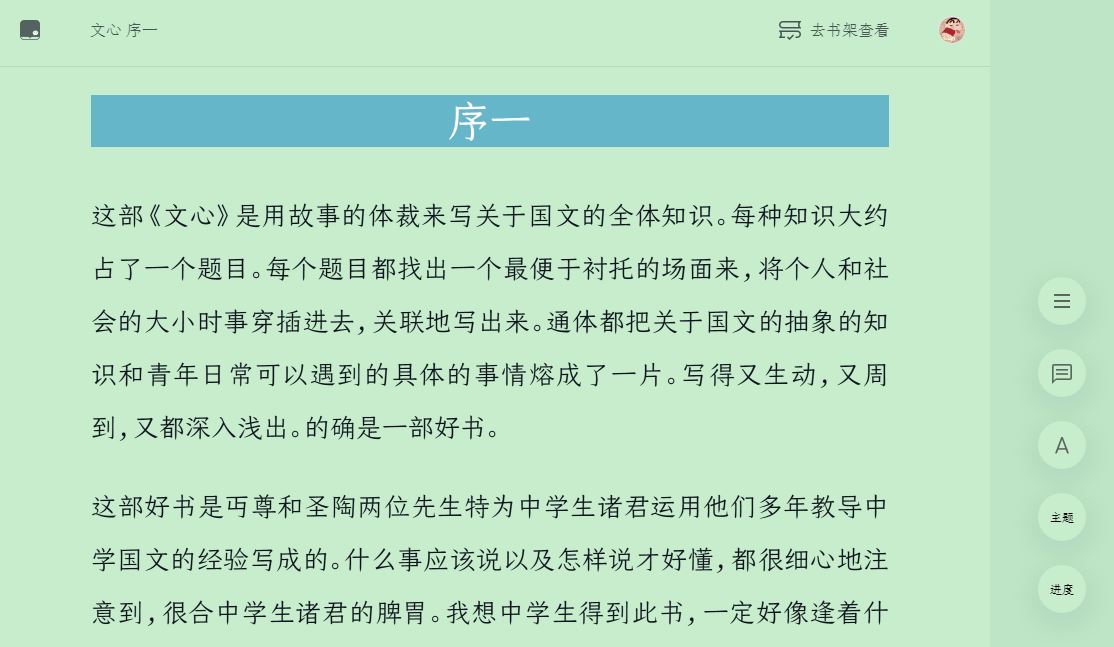 文心 序一
去书架查看
序一
这部《文心》是用故事的体裁来写关于国文的全体知识。每种知识大约
占了一个题目。每个题目都找出一个最便于衬托的场面来,将个人和社
会的大小时事穿插进去,关联地写出来。通体都把关于国文的抽象的知
识和青年日常可以遇到的具体的事情熔成了一片。写得又生动,又周
到,又都深入浅出。的确是一部好书。
这部好书是丏尊和圣陶两位先生特为中学生诸君运用他们多年教导中
学国文的经验写成的。什么事应该说以及怎样说才好懂,都很细心地注
意到,很合中学生诸君的脾胃。我想中学生得到此书,一定好像逢着什
A
主题
进度